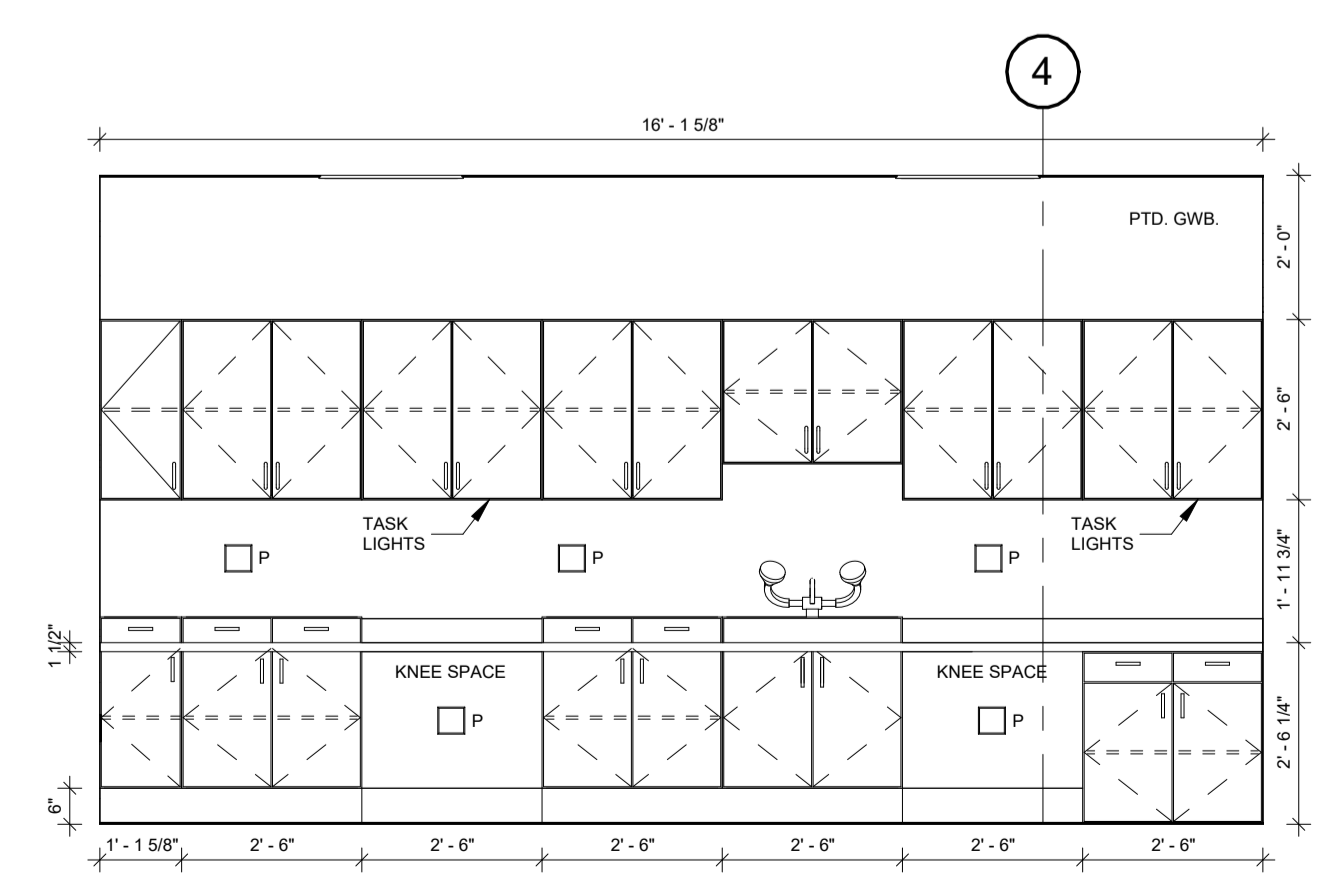 4
16' - 1 5/8"
PTD. GWB.
2' - 0"
2' - 6"
TASK
LIGHTS
TASK
LIGHTS
P
P
P
1' - 11 3/4"
1 1/2"
KNEE SPACE
KNEE SPACE
P
P
2' - 6 1/4"
6"
1' - 1 5/8"
2' - 6"
2' - 6"
2' - 6"
2' - 6"
2' - 6"
2' - 6"